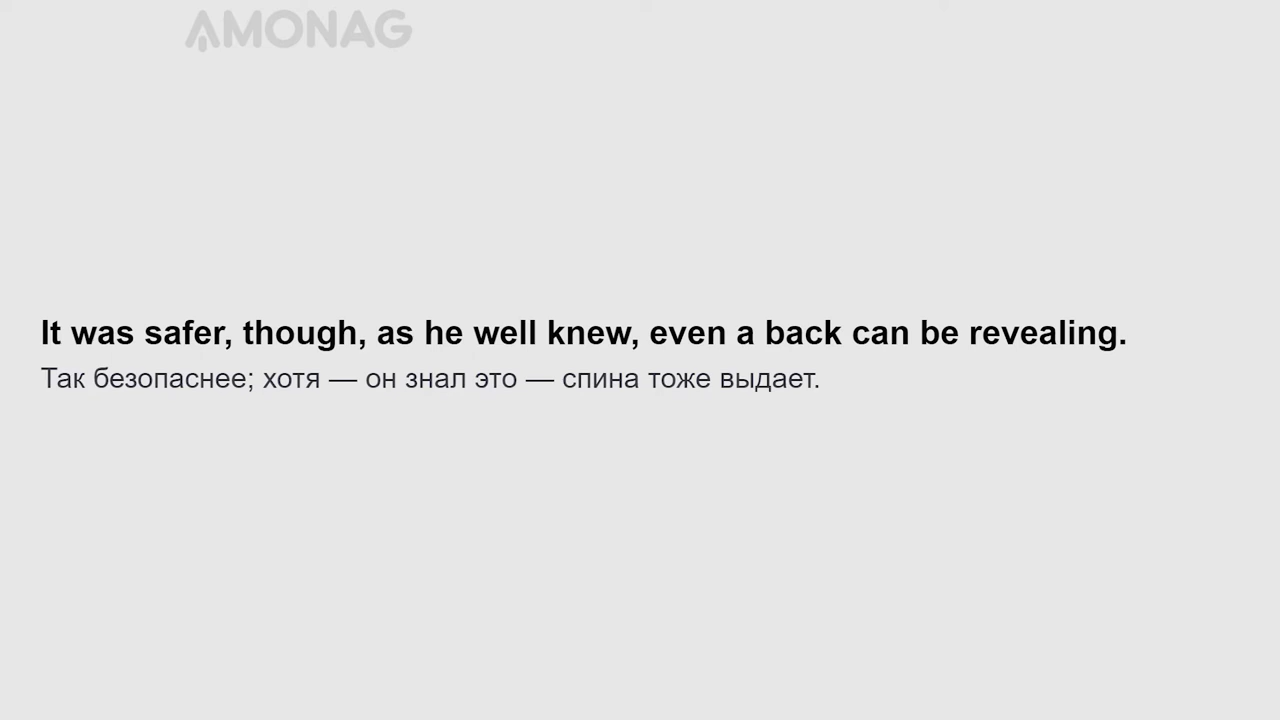 AMONAG
It was safer, though, as he well knew, even a back can be revealing.
Так безопаснее; хотя — он знал это — спина тоже выдает.